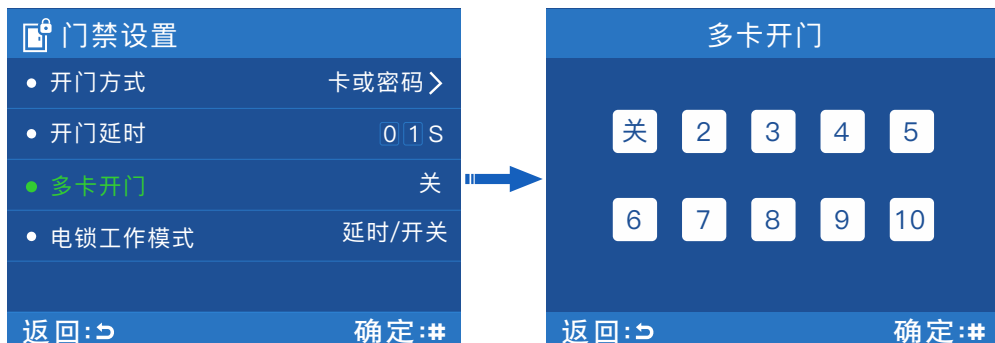 门禁设置
开门方式 卡或密码
开门延时 01S
多卡开门 关
电锁工作模式 延时/开关
返回: 确定:#
多卡开门
关 2 3 4 5
6 7 8 9 10
返回: 确定:#